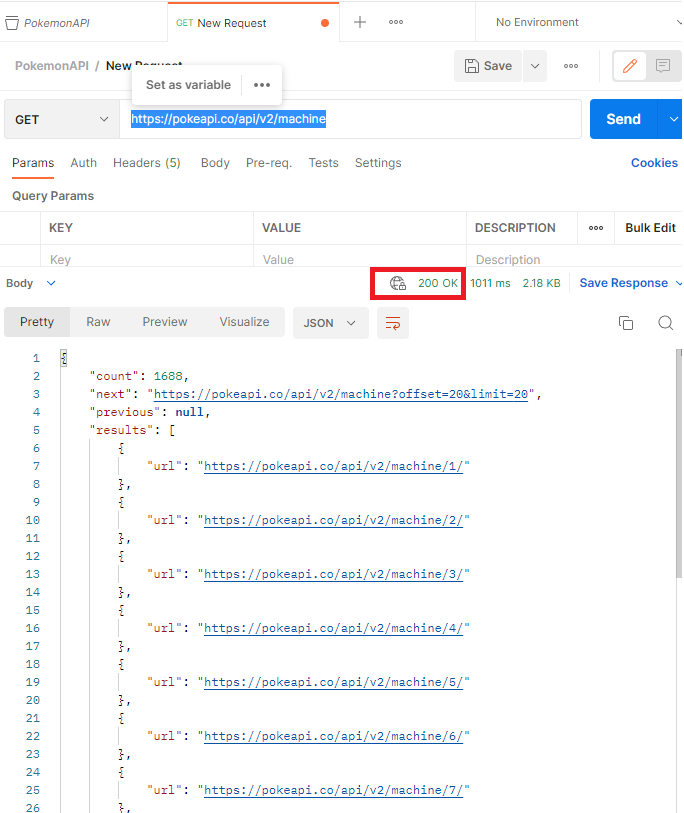 PokemonAPI
GET New Request
No Environment
PokemonAPI / New Request
Save
Set as variable
GET
https://pokeapi.co/api/v2/machine
Send
Params Auth Headers (5) Body Pre-req. Tests Settings Cookies
Query Params
KEY VALUE DESCRIPTION Bulk Edit
Key Value Description
Body 200 OK 1011 ms 2.18 KB Save Response
Pretty Raw Preview Visualize JSON
1 {
2 "count": 1688,
3 "next": "https://pokeapi.co/api/v2/machine?offset=20&limit=20",
4 "previous": null,
5 "results": [
6 {
7 "url": "https://pokeapi.co/api/v2/machine/1/"
8 },
9 {
10 "url": "https://pokeapi.co/api/v2/machine/2/"
11 },
12 {
13 "url": "https://pokeapi.co/api/v2/machine/3/"
14 },
15 {
16 "url": "https://pokeapi.co/api/v2/machine/4/"
17 },
18 {
19 "url": "https://pokeapi.co/api/v2/machine/5/"
20 },
21 {
22 "url": "https://pokeapi.co/api/v2/machine/6/"
23 },
24 {
25 "url": "https://pokeapi.co/api/v2/machine/7/"
26 },